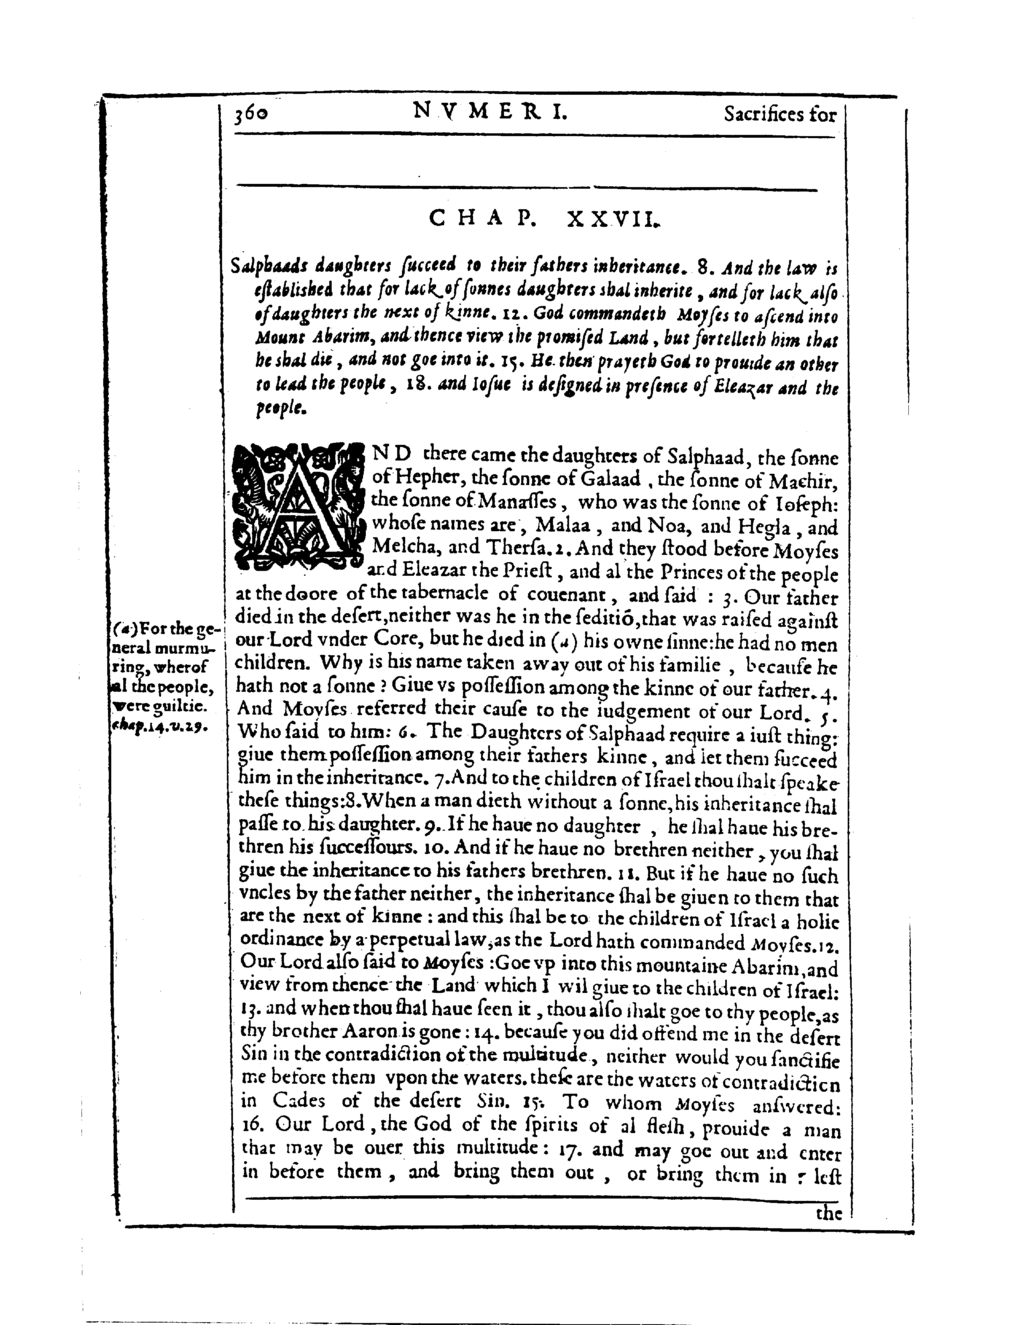 360 NVMERI. Sacrifices for
CHAP. XXVII.
Salphaads daughters ſucceed to their fathers inheritance. 8. And the law is
eſtablished that for lack of ſonnes daughters shal inherite, and for lack alſo
of daughters the next of kinne. 12. God commandeth Moyſes to aſcend into
Mount Abarim, and thence view the promiſed Land, but fortelleth him that
he shal die, and not goe into it. 15. He then prayeth God to prouide an other
to lead the people, 18. and Ioſue is deſigned in preſence of Eleazar and the
people.
AND there came the daughters of Salphaad, the ſonne
of Hepher, the ſonne of Galaad, the ſonne of Machir,
the ſonne of Manaſſes, who was the ſonne of Ioſeph:
whoſe names are, Malaa, and Noa, and Hegla, and
Melcha, and Therſa. 2. And they ſtood before Moyſes
and Eleazar the Prieſt, and al the Princes of the people
at the doore of the tabernacle of couenant, and ſaid: 3. Our father
died in the deſert, neither was he in the ſeditiō, that was raiſed againſt
our Lord vnder Core, but he died in (a) his owne ſinne: he had no men
children. Why is his name taken away out of his familie, becauſe he
hath not a ſonne? Giue vs poſſeſſion among the kinne of our father. 4.
And Moyſes referred their cauſe to the iudgement of our Lord. 5.
Who ſaid to him: 6. The Daughters of Salphaad require a iuſt thing:
giue them poſſeſſion among their fathers kinne, and let them ſucceed
him in the inheritance. 7. And to the children of Iſrael thou ſhalt ſpeake
theſe things: 8. When a man dieth without a ſonne, his inheritance ſhal
paſſe to his daughter. 9. If he haue no daughter, he ſhal haue his bre-
thren his ſucceſſours. 10. And if he haue no brethren neither, you ſhal
giue the inheritance to his fathers brethren. 11. But if he haue no ſuch
vncles by the father neither, the inheritance ſhal be giuen to them that
are the next of kinne: and this ſhal be to the children of Iſrael a holie
ordinance by a perpetual law, as the Lord hath commanded Moyſes. 12.
Our Lord alſo ſaid to Moyſes: Goe vp into this mountaine Abarim, and
view from thence the Land which I wil giue to the children of Iſrael:
13. and when thou ſhal haue ſeen it, thou alſo ſhalt goe to thy people, as
thy brother Aaron is gone: 14. becauſe you did offend me in the deſert
Sin in the contradiction of the multitude, neither would you ſanctifie
me before them vpon the waters. theſe are the waters of contradiction
in Cades of the deſert Sin. 15. To whom Moyſes anſwered:
16. Our Lord, the God of the ſpirits of al fleſh, prouide a man
that may be ouer this multitude: 17. and may goe out and enter
in before them, and bring them out, or bring them in: leſt
the
(a) For the ge-
neral murmu-
ring, wherof
al the people,
were guiltie.
chap.14.v.29.